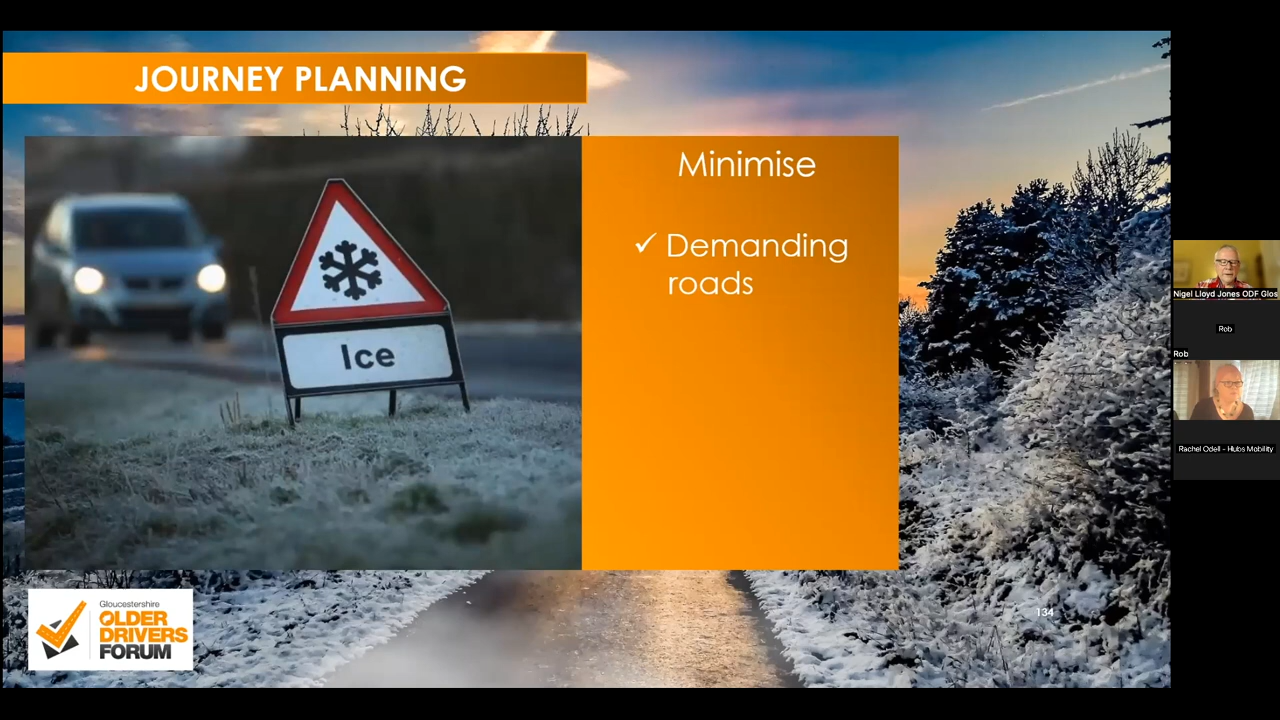 JOURNEY PLANNING
Minimise
✓ Demanding
roads
Ice
Gloucestershire
OLDER
DRIVERS
FORUM
134
Nigel Lloyd Jones ODF Glos
Rob
Rob
Rachel Odell - Hubs Mobility